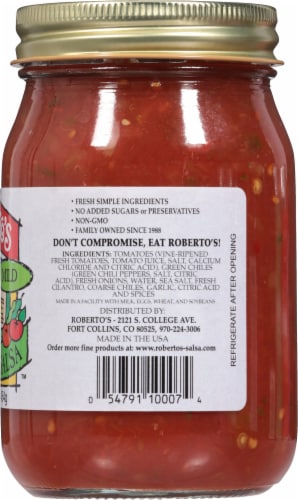 • FRESH SIMPLE INGREDIENTS
• NO ADDED SUGARS or PRESERVATIVES
• NON-GMO
• FAMILY OWNED SINCE 1988
DON'T COMPROMISE, EAT ROBERTO'S!
INGREDIENTS: TOMATOES (VINE-RIPENED
FRESH TOMATOES, TOMATO JUICE, SALT, CALCIUM
CHLORIDE AND CITRIC ACID), GREEN CHILES
(GREEN CHILI PEPPERS, SALT, CITRIC
ACID), FRESH ONIONS, WATER, SEA SALT, FRESH
CILANTRO, COARSE CHILES, GARLIC, CITRIC ACID
AND SPICES
MADE IN A FACILITY WITH MILK, EGGS, WHEAT, AND SOYBEANS
DISTRIBUTED BY:
ROBERTO'S - 2121 S. COLLEGE AVE.
FORT COLLINS, CO 80525, 970-224-3006
MADE IN THE USA
Order more fine products at: www.robertos-salsa.com
0 54791 10007 4
REFRIGERATE AFTER OPENING
'S
MILD
LSA
TM